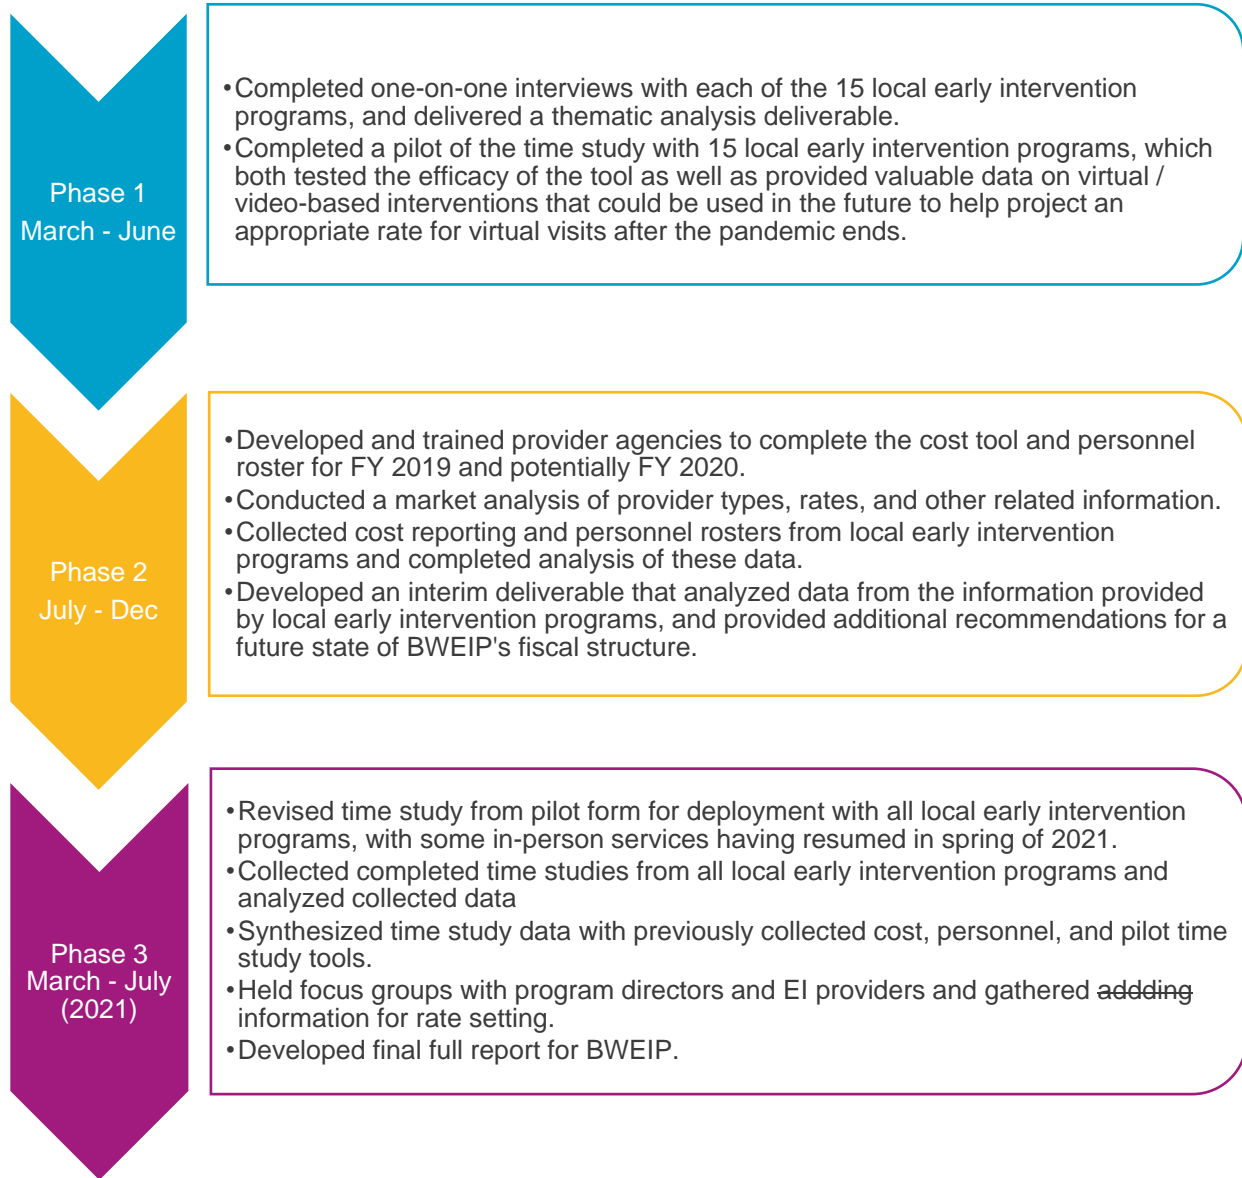 Phase 1
March - June
•Completed one-on-one interviews with each of the 15 local early intervention
programs, and delivered a thematic analysis deliverable.
•Completed a pilot of the time study with 15 local early intervention programs, which
both tested the efficacy of the tool as well as provided valuable data on virtual /
video-based interventions that could be used in the future to help project an
appropriate rate for virtual visits after the pandemic ends.
Phase 2
July - Dec
•Developed and trained provider agencies to complete the cost tool and personnel
roster for FY 2019 and potentially FY 2020.
•Conducted a market analysis of provider types, rates, and other related information.
•Collected cost reporting and personnel rosters from local early intervention
programs and completed analysis of these data.
•Developed an interim deliverable that analyzed data from the information provided
by local early intervention programs, and provided additional recommendations for a
future state of BWEIP's fiscal structure.
Phase 3
March - July
(2021)
•Revised time study from pilot form for deployment with all local early intervention
programs, with some in-person services having resumed in spring of 2021.
•Collected completed time studies from all local early intervention programs and
analyzed collected data
•Synthesized time study data with previously collected cost, personnel, and pilot time
study tools.
•Held focus groups with program directors and EI providers and gathered addding
information for rate setting.
•Developed final full report for BWEIP.